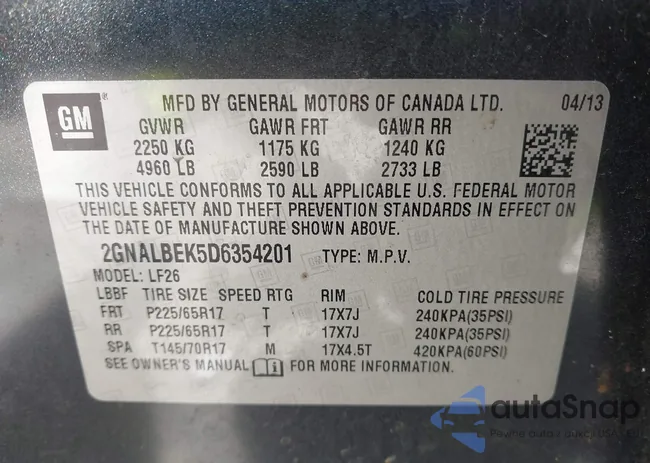 GM ® MFD BY GENERAL MOTORS OF CANADA LTD. 04/13
GVWR GAWR FRT GAWR RR
2250 KG 1175 KG 1240 KG
4960 LB 2590 LB 2733 LB
THIS VEHICLE CONFORMS TO ALL APPLICABLE U.S. FEDERAL MOTOR
VEHICLE SAFETY AND THEFT PREVENTION STANDARDS IN EFFECT ON
THE DATE OF MANUFACTURE SHOWN ABOVE.
2GNALBEK5D6354201 TYPE: M.P.V.
MODEL: LF26
LBBF TIRE SIZE SPEED RTG RIM COLD TIRE PRESSURE
FRT P225/65R17 T 17X7J 240KPA(35PSI)
RR P225/65R17 T 17X7J 240KPA(35PSI)
SPA T145/70R17 M 17X4.5T 420KPA(60PSI)
SEE OWNER'S MANUAL FOR MORE INFORMATION.
autoSnap
Pewne auta z aukcji USA